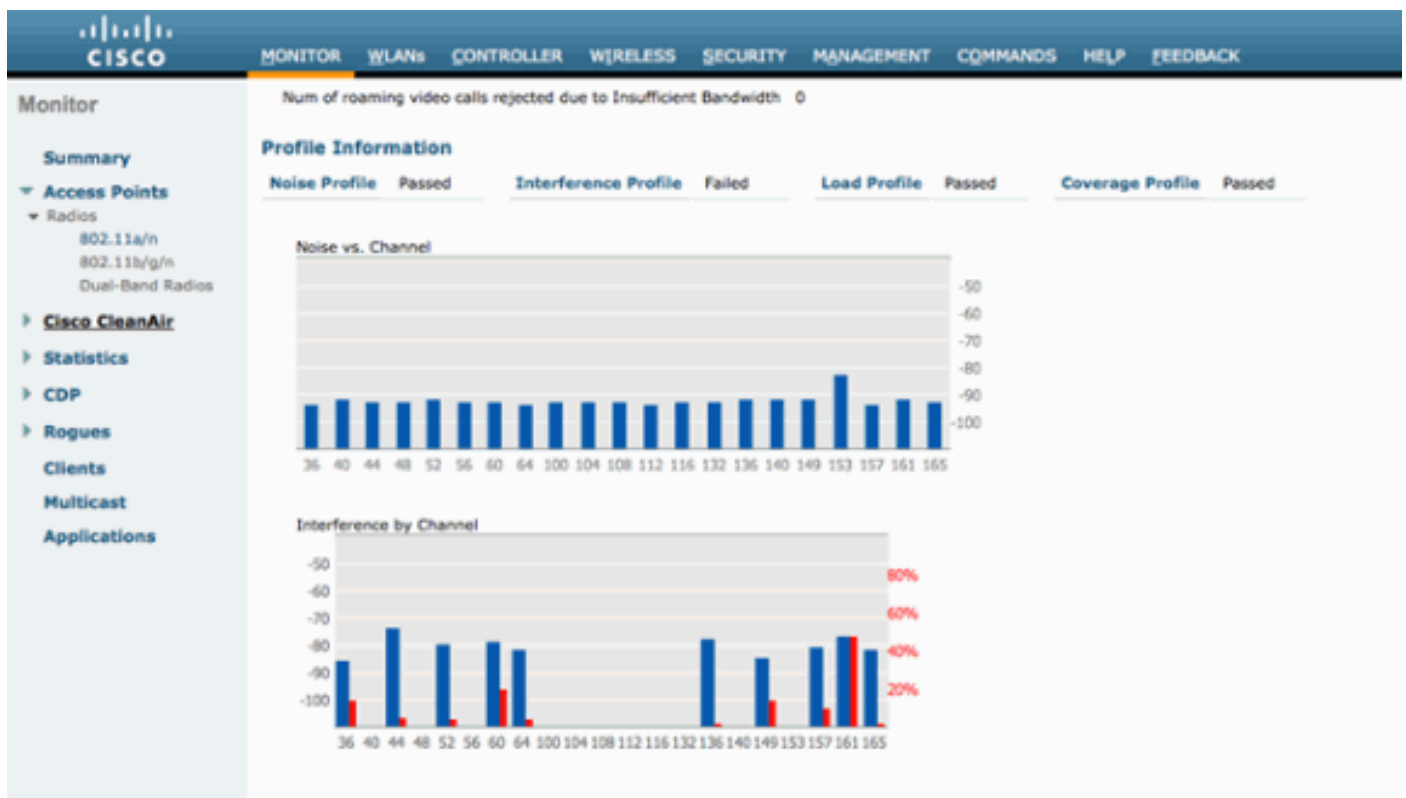 CISCO
MONITOR WLANs CONTROLLER WIRELESS SECURITY MANAGEMENT COMMANDS HELP FEEDBACK
Monitor
Summary
Access Points
Radios
802.11a/n
802.11b/g/n
Dual-Band Radios
Cisco CleanAir
Statistics
CDP
Rogues
Clients
Multicast
Applications
Num of roaming video calls rejected due to Insufficient Bandwidth 0
Profile Information
Noise Profile Passed Interference Profile Failed Load Profile Passed Coverage Profile Passed
Noise vs. Channel
-50
-60
-70
-80
-90
-100
36 40 44 48 52 56 60 64 100 104 108 112 116 132 136 140 149 153 157 161 165
Interference by Channel
-50
-60
-70
-80
-90
-100
80%
60%
40%
20%
36 40 44 48 52 56 60 64 100 104 108 112 116 132 136 140 149 153 157 161 165